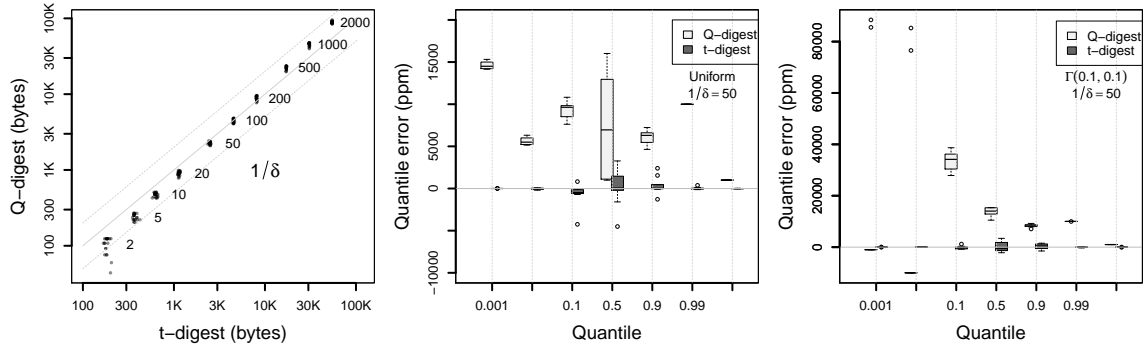 Q−digest (bytes)
100K
30K
10K
3K
1K
300
100
2000
1000
500
200
100
50
20
10
5
2
1/δ
100
300
1K
3K
10K
30K
100K
t−digest (bytes)
Quantile error (ppm)
15000
5000
0
−10000
Q−digest
t−digest
Uniform
1/δ = 50
0.001
0.1
0.5
0.9
0.99
Quantile
Quantile error (ppm)
80000
60000
40000
20000
0
Q−digest
t−digest
Γ(0.1, 0.1)
1/δ = 50
0.001
0.1
0.5
0.9
0.99
Quantile